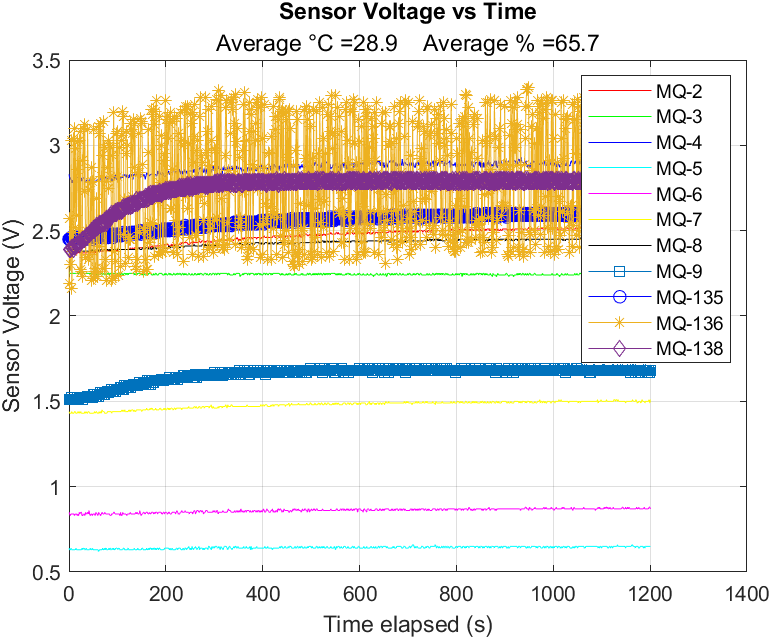 Sensor Voltage vs Time
Average °C =28.9 Average % =65.7
3.5
3
2.5
2
1.5
1
0.5
Sensor Voltage (V)
MQ-2
MQ-3
MQ-4
MQ-5
MQ-6
MQ-7
MQ-8
MQ-9
MQ-135
MQ-136
MQ-138
0 200 400 600 800 1000 1200 1400
Time elapsed (s)